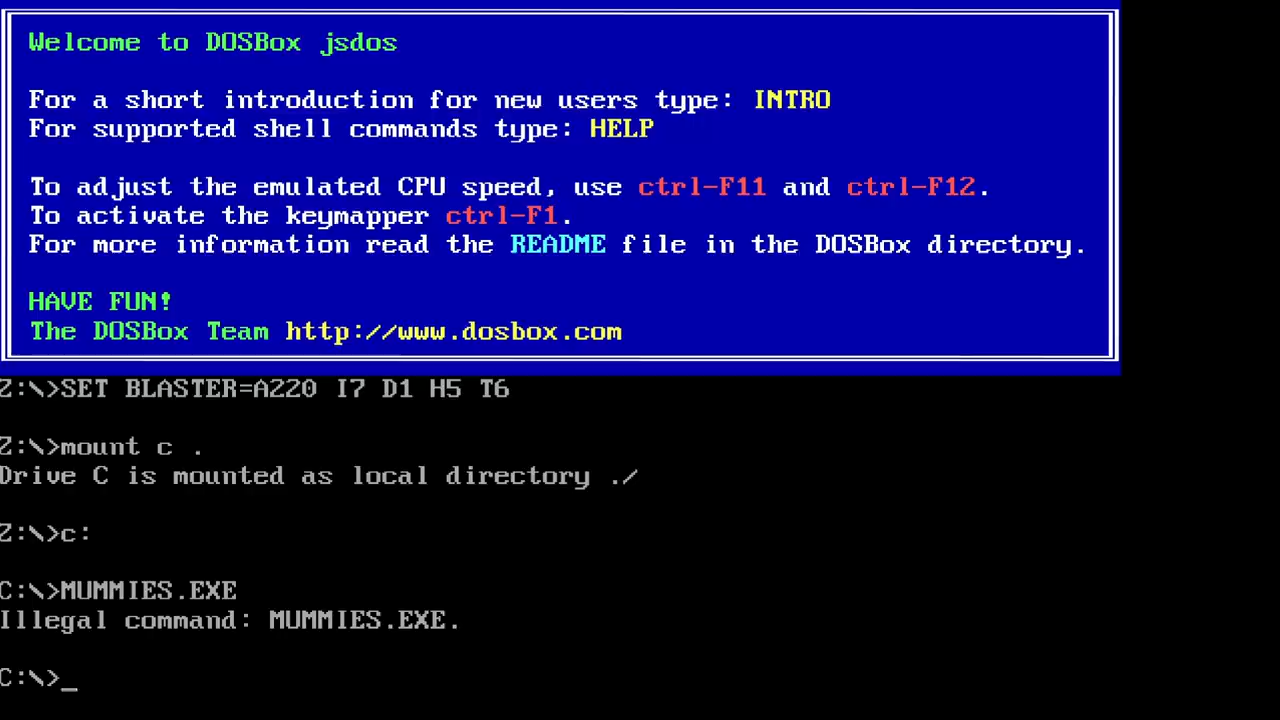 Welcome to DOSBox jsdos
For a short introduction for new users type: INTRO
For supported shell commands type: HELP
To adjust the emulated CPU speed, use ctrl-F11 and ctrl-F12.
To activate the keymapper ctrl-F1.
For more information read the README file in the DOSBox directory.
HAVE FUN!
The DOSBox Team http://www.dosbox.com
Z:\>SET BLASTER=A220 I7 D1 H5 T6
Z:\>mount c .
Drive C is mounted as local directory ./
Z:\>c:
C:\>MUMMIES.EXE
Illegal command: MUMMIES.EXE.
C:\>_